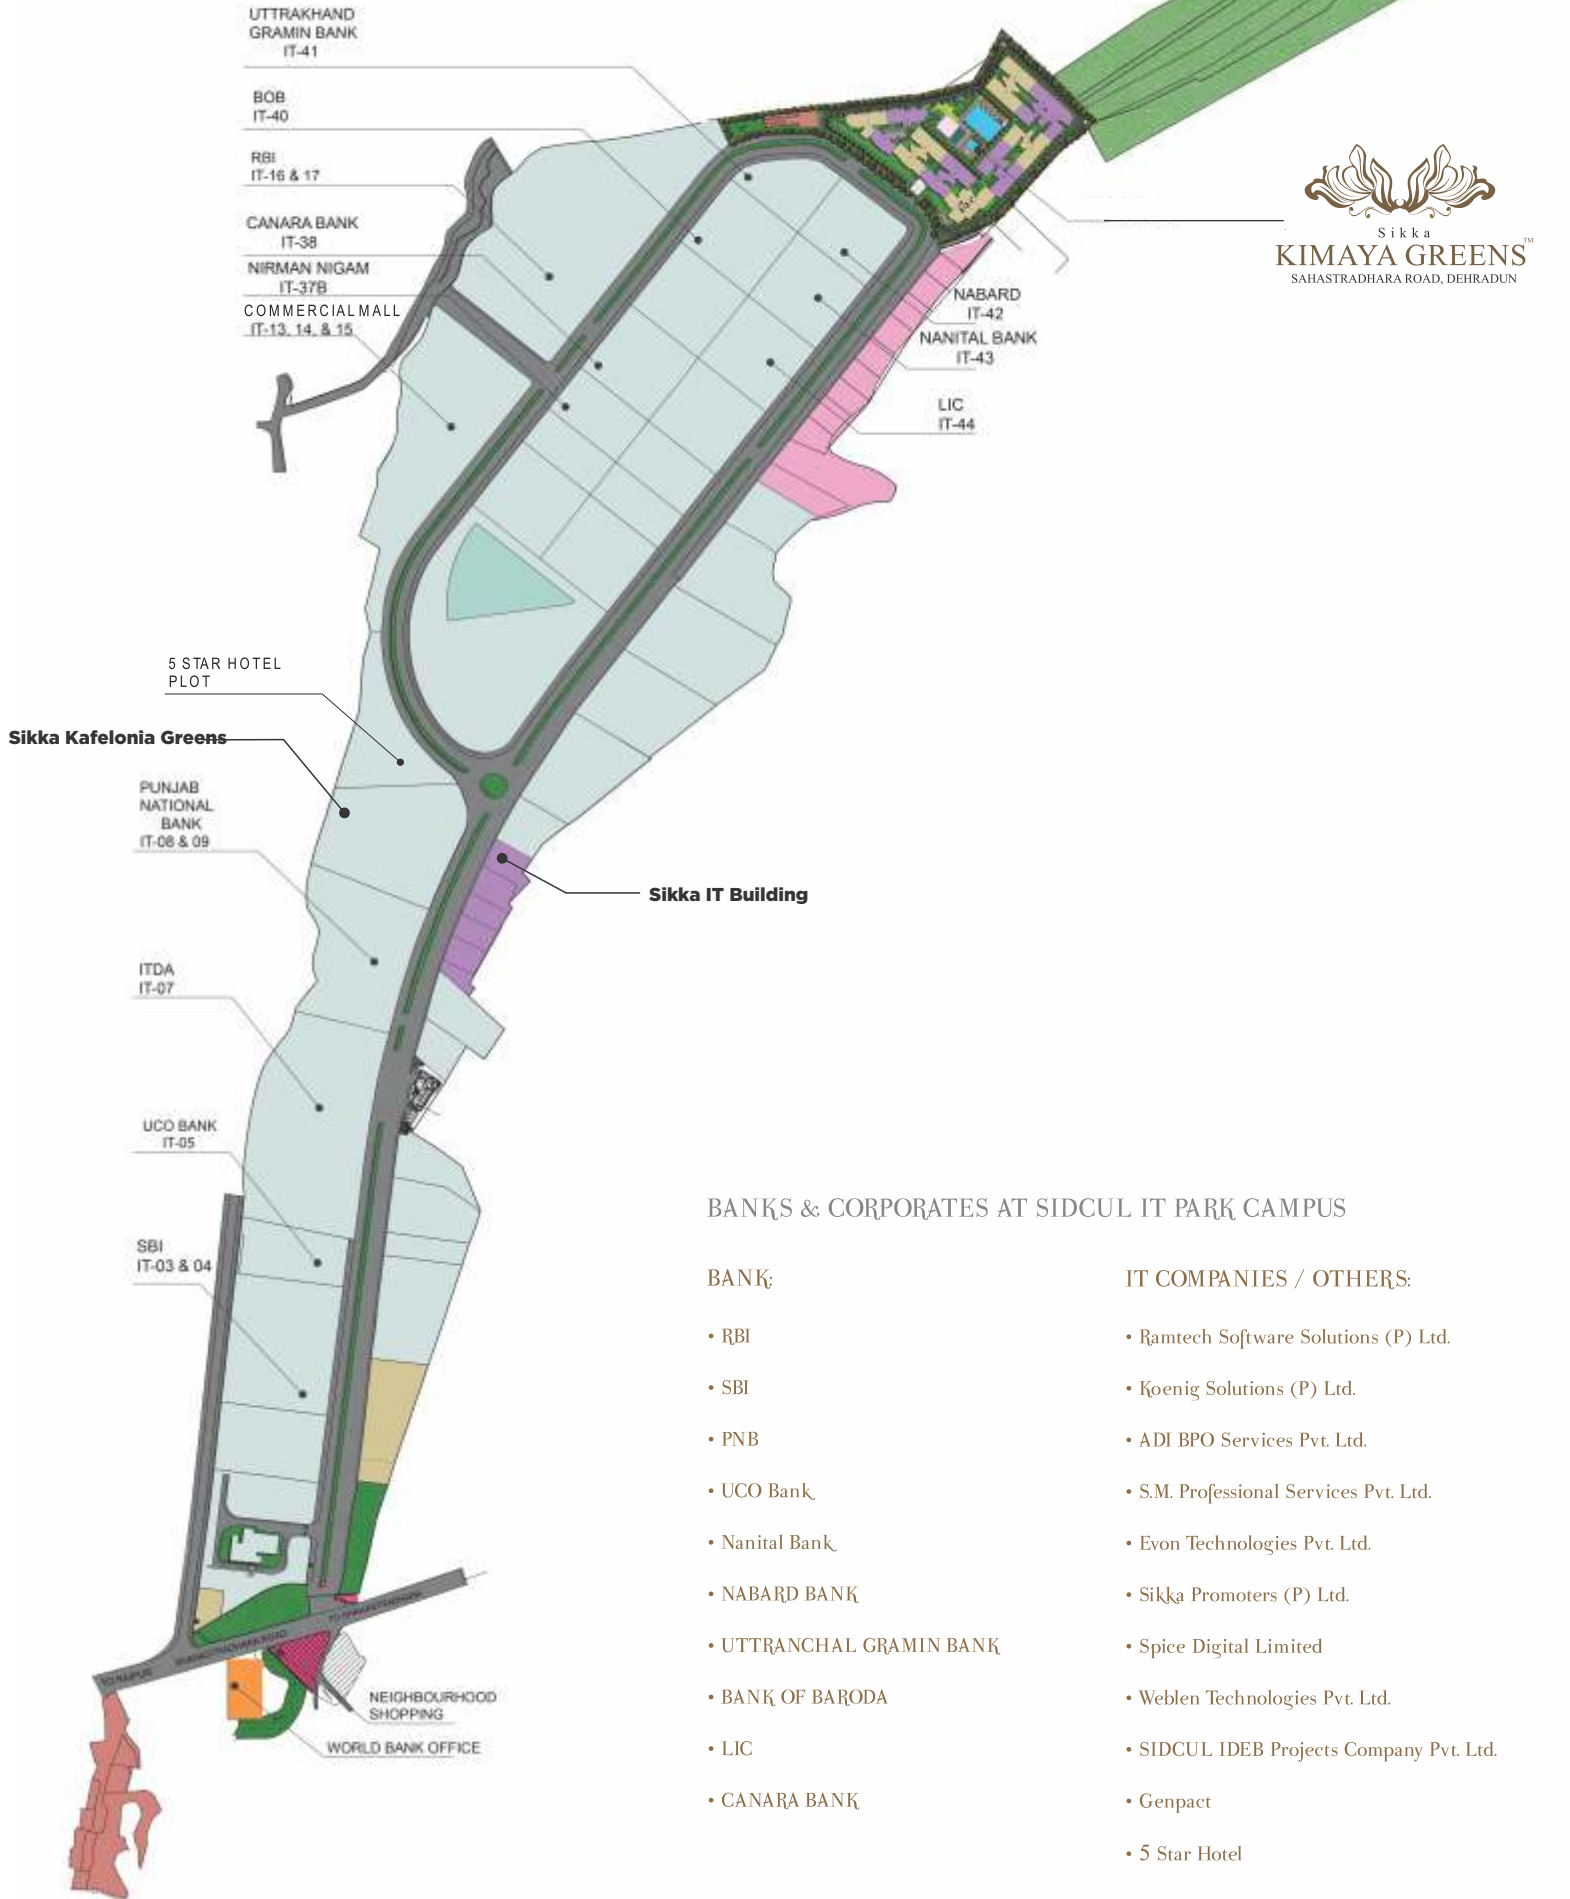 UTTRAKHAND
GRAMIN BANK
IT-41
BOB
IT-40
RBI
IT-16 & 17
CANARA BANK
IT-38
NIRMAN NIGAM
IT-37B
COMMERCIAL MALL
IT-13, 14, & 15
NABARD
IT-42
NANITAL BANK
IT-43
LIC
IT-44
Sikka
KIMAYA GREENS™
SAHASTRADHARA ROAD, DEHRADUN
5 STAR HOTEL
PLOT
Sikka Kafelonia Greens
PUNJAB
NATIONAL
BANK
IT-08 & 09
Sikka IT Building
ITDA
IT-07
UCO BANK
IT-05
SBI
IT-03 & 04
TO RAIPUR
SHAHASTRADHARA ROAD
NEIGHBOURHOOD
SHOPPING
WORLD BANK OFFICE
BANKS & CORPORATES AT SIDCUL IT PARK CAMPUS
BANK:
• RBI
• SBI
• PNB
• UCO Bank
• Nanital Bank
• NABARD BANK
• UTTRANCHAL GRAMIN BANK
• BANK OF BARODA
• LIC
• CANARA BANK
IT COMPANIES / OTHERS:
• Ramtech Software Solutions (P) Ltd.
• Koenig Solutions (P) Ltd.
• ADI BPO Services Pvt. Ltd.
• S.M. Professional Services Pvt. Ltd.
• Evon Technologies Pvt. Ltd.
• Sikka Promoters (P) Ltd.
• Spice Digital Limited
• Weblen Technologies Pvt. Ltd.
• SIDCUL IDEB Projects Company Pvt. Ltd.
• Genpact
• 5 Star Hotel